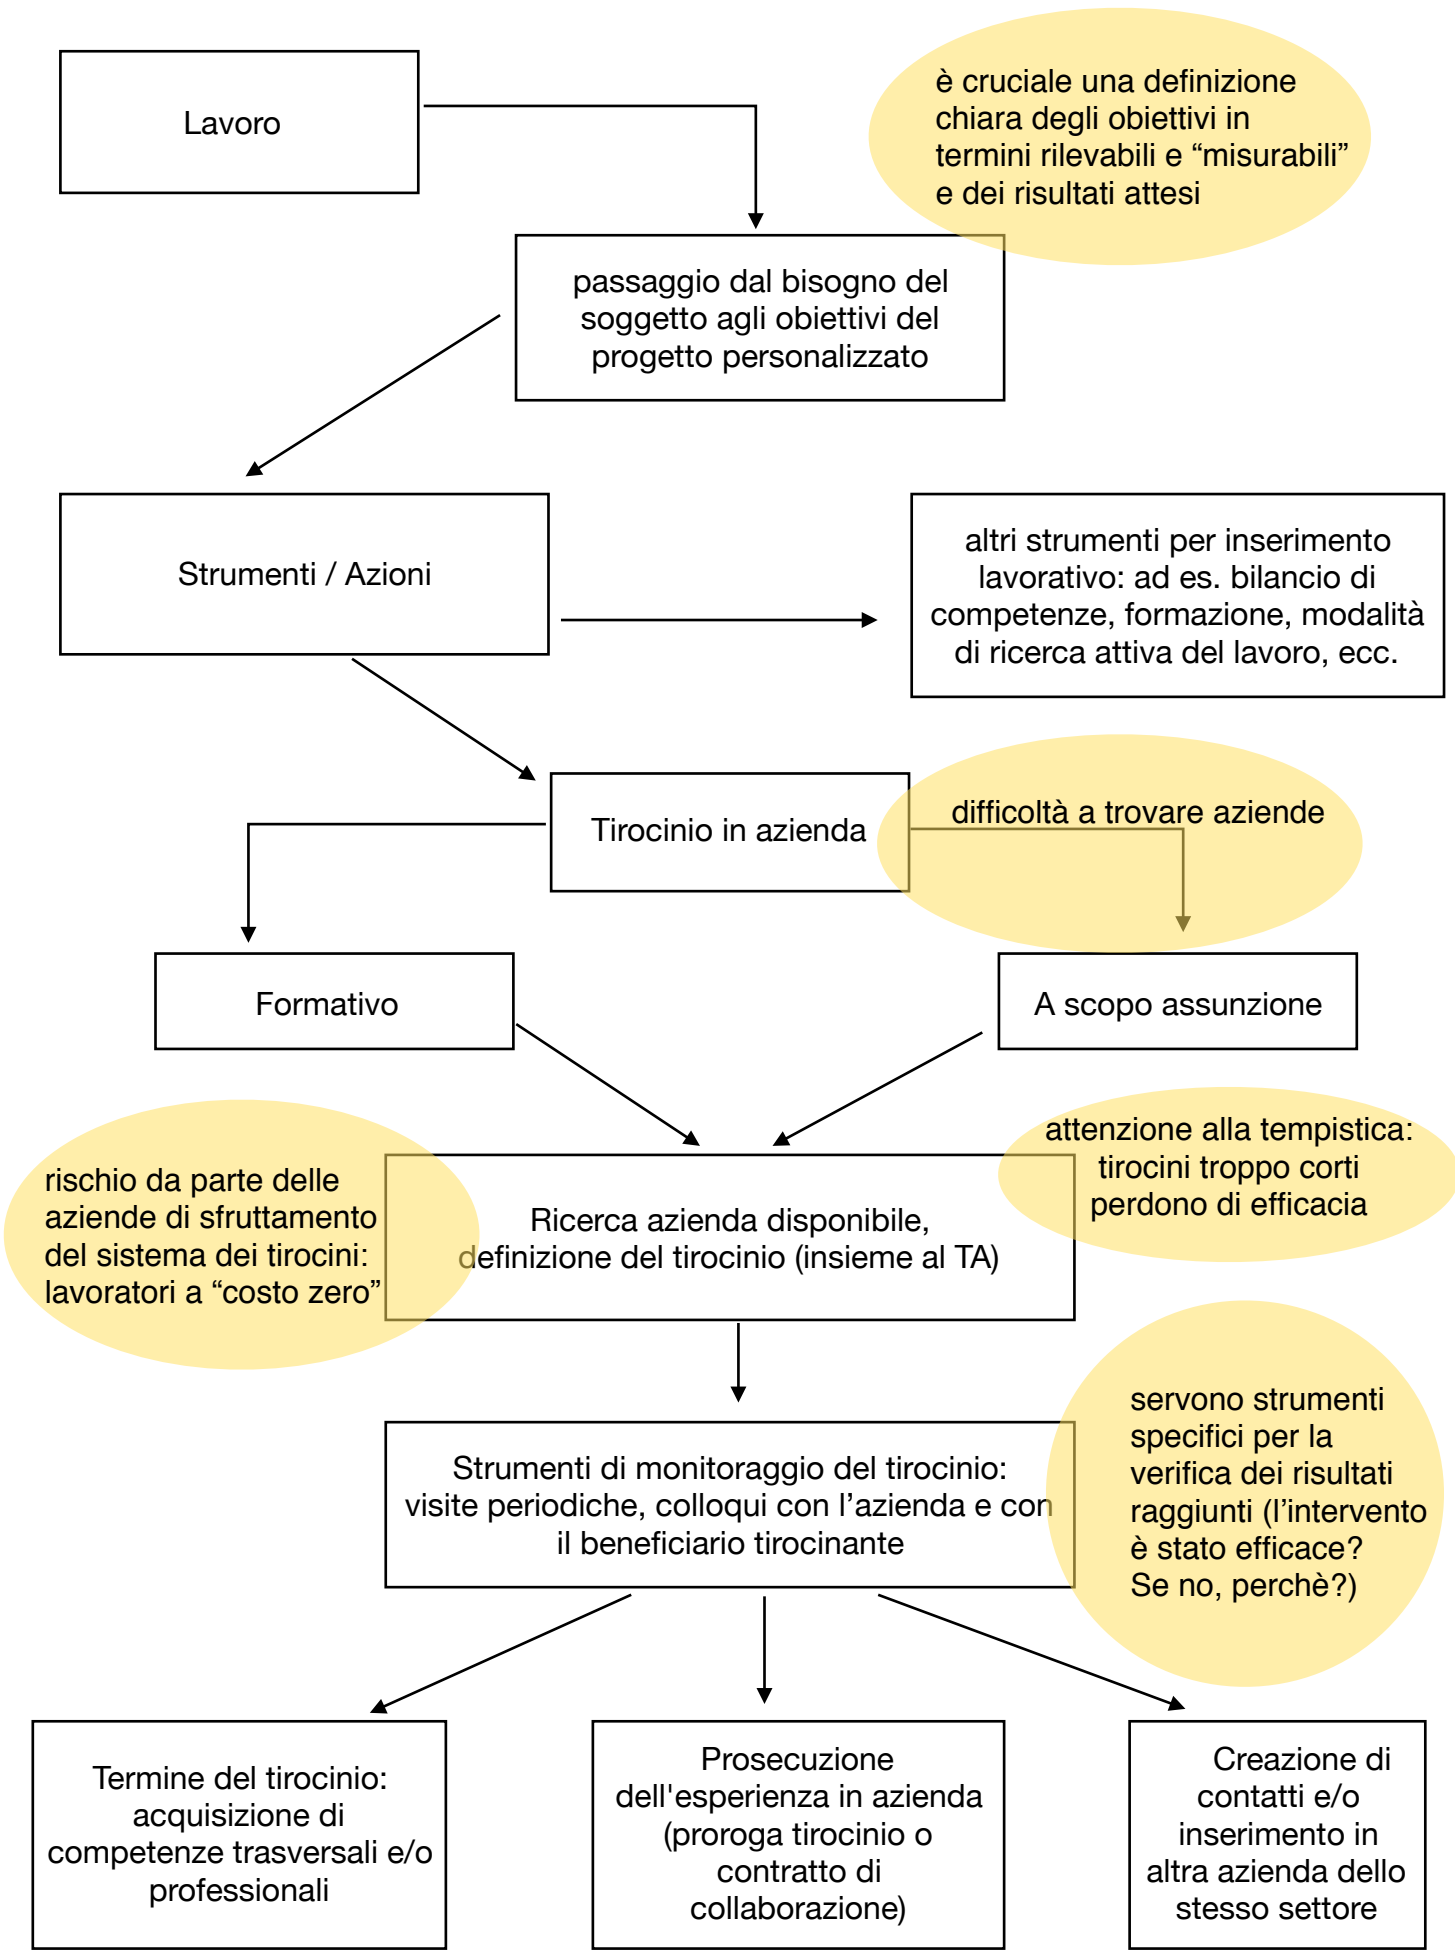 Lavoro
è cruciale una definizione
chiara degli obiettivi in
termini rilevabili e “misurabili”
e dei risultati attesi
passaggio dal bisogno del
soggetto agli obiettivi del
progetto personalizzato
Strumenti / Azioni
altri strumenti per inserimento
lavorativo: ad es. bilancio di
competenze, formazione, modalità
di ricerca attiva del lavoro, ecc.
Tirocinio in azienda
difficoltà a trovare aziende
Formativo
A scopo assunzione
rischio da parte delle
aziende di sfruttamento
del sistema dei tirocini:
lavoratori a “costo zero”
Ricerca azienda disponibile,
definizione del tirocinio (insieme al TA)
attenzione alla tempistica:
tirocini troppo corti
perdono di efficacia
Strumenti di monitoraggio del tirocinio:
visite periodiche, colloqui con l’azienda e con
il beneficiario tirocinante
servono strumenti
specifici per la
verifica dei risultati
raggiunti (l’intervento
è stato efficace?
Se no, perchè?)
Termine del tirocinio:
acquisizione di
competenze trasversali e/o
professionali
Prosecuzione
dell'esperienza in azienda
(proroga tirocinio o
contratto di
collaborazione)
Creazione di
contatti e/o
inserimento in
altra azienda dello
stesso settore